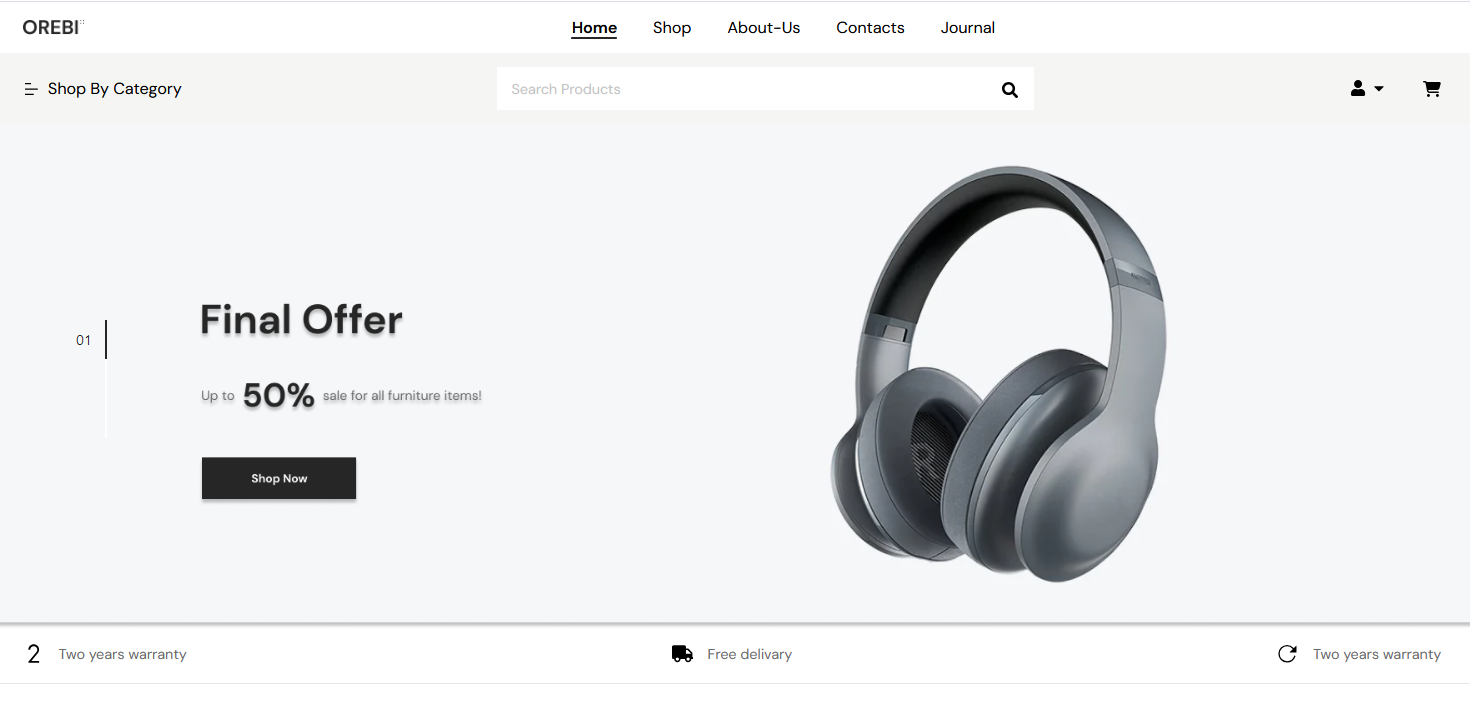 OREBI
Home Shop About-Us Contacts Journal
Shop By Category
Search Products
01
Final Offer
Up to 50% sale for all furniture items!
Shop Now
2 Two years warranty
Free delivary
Two years warranty